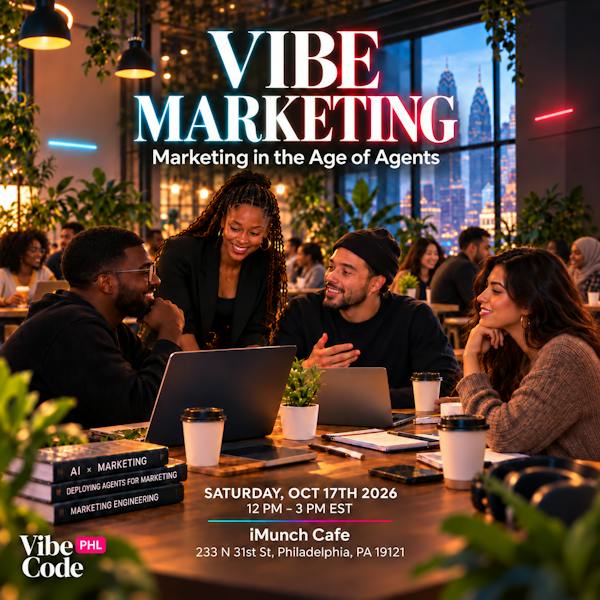 VIBE
MARKETING
Marketing in the Age of Agents
AI × MARKETING
DEPLOYING AGENTS FOR MARKETING
MARKETING ENGINEERING
SATURDAY, OCT 17TH 2026
12 PM – 3 PM EST
iMunch Cafe
233 N 31st St, Philadelphia, PA 19121
Vibe PHL
Code